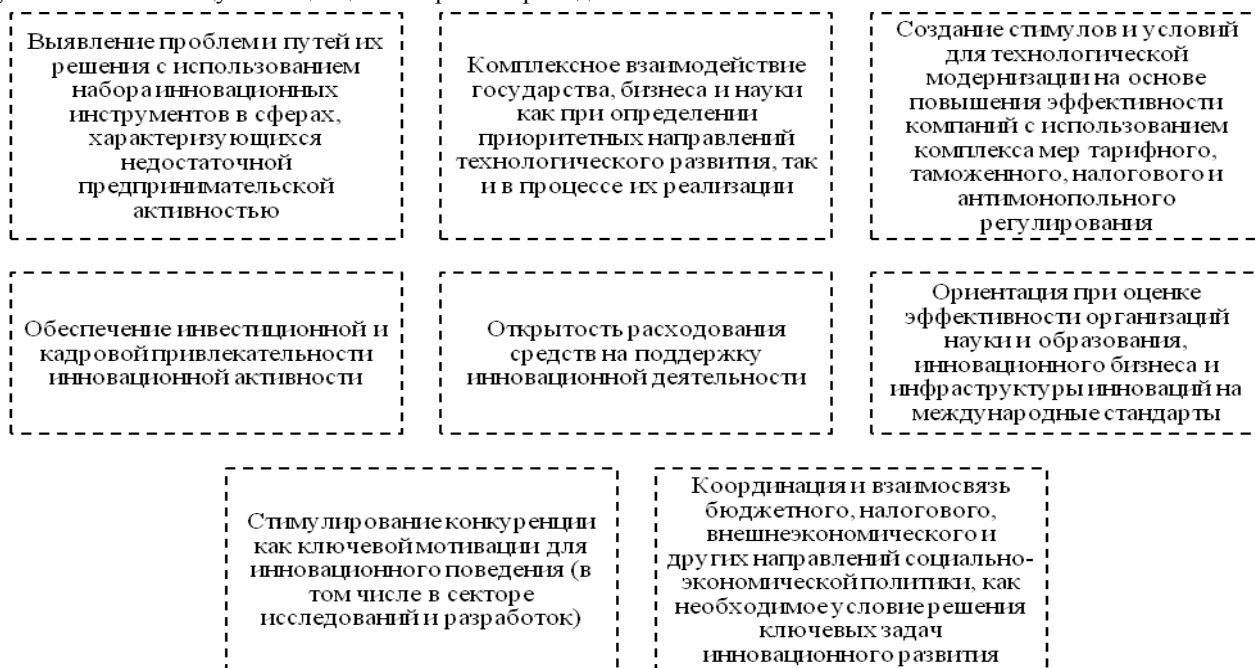 Выявление проблем и путей их
решения с использованием
набора инновационных
инструментов в сферах,
характеризующихся
недостаточной
предпринимательской
активностью
Комплексное взаимодействие
государства, бизнеса и науки
как при определении
приоритетных направлений
технологического развития, так
и в процессе их реализации
Создание стимулов и условий
для технологической
модернизации на основе
повышения эффективности
компаний с использованием
комплекса мер тарифного,
таможенного, налогового и
антимонопольного
регулирования
Обеспечение инвестиционной и
кадровой привлекательности
инновационной активности
Открытость расходования
средств на поддержку
инновационной деятельности
Ориентация при оценке
эффективности организаций
науки и образования,
инновационного бизнеса и
инфраструктуры инноваций на
международные стандарты
Стимулирование конкуренции
как ключевой мотивации для
инновационного поведения (в
том числе в секторе
исследований и разработок)
Координация и взаимосвязь
бюджетного, налогового,
внешнеэкономического и
других направлений социально-
экономической политики, как
необходимое условие решения
ключевых задач
инновационного развития